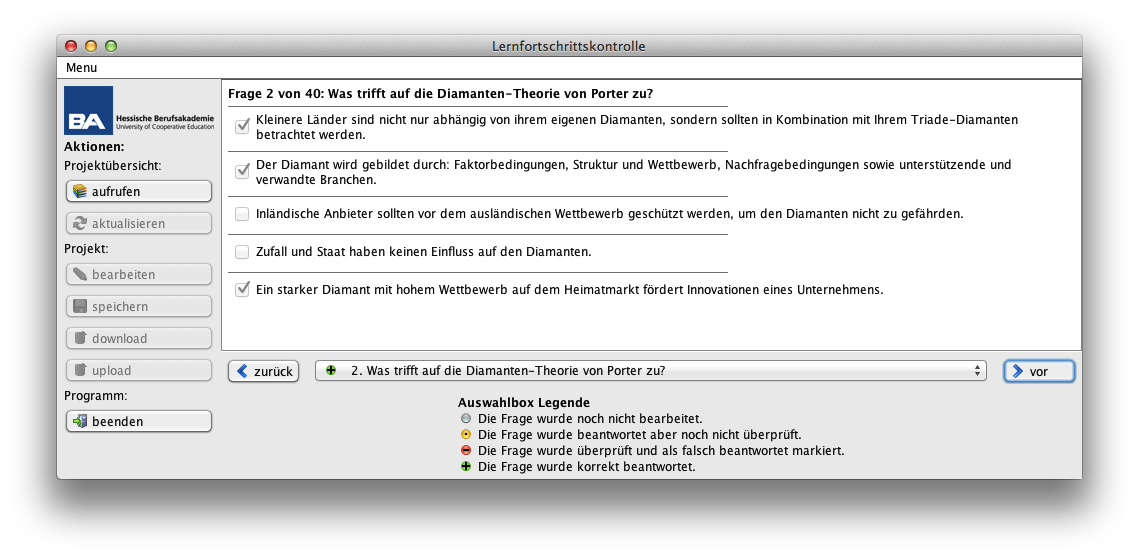 Lernfortschrittskontrolle
Menu
BA Hessische Berufsakademie
University of Cooperative Education
Aktionen:
Projektübersicht:
aufrufen
aktualisieren
Projekt:
bearbeiten
speichern
download
upload
Programm:
beenden
Frage 2 von 40: Was trifft auf die Diamanten-Theorie von Porter zu?
Kleinere Länder sind nicht nur abhängig von ihrem eigenen Diamanten, sondern sollten in Kombination mit Ihrem Triade-Diamanten
betrachtet werden.
Der Diamant wird gebildet durch: Faktorbedingungen, Struktur und Wettbewerb, Nachfragebedingungen sowie unterstützende und
verwandte Branchen.
Inländische Anbieter sollten vor dem ausländischen Wettbewerb geschützt werden, um den Diamanten nicht zu gefährden.
Zufall und Staat haben keinen Einfluss auf den Diamanten.
Ein starker Diamant mit hohem Wettbewerb auf dem Heimatmarkt fördert Innovationen eines Unternehmens.
zurück
2. Was trifft auf die Diamanten-Theorie von Porter zu?
vor
Auswahlbox Legende
Die Frage wurde noch nicht bearbeitet.
Die Frage wurde beantwortet aber noch nicht überprüft.
Die Frage wurde überprüft und als falsch beantwortet markiert.
Die Frage wurde korrekt beantwortet.